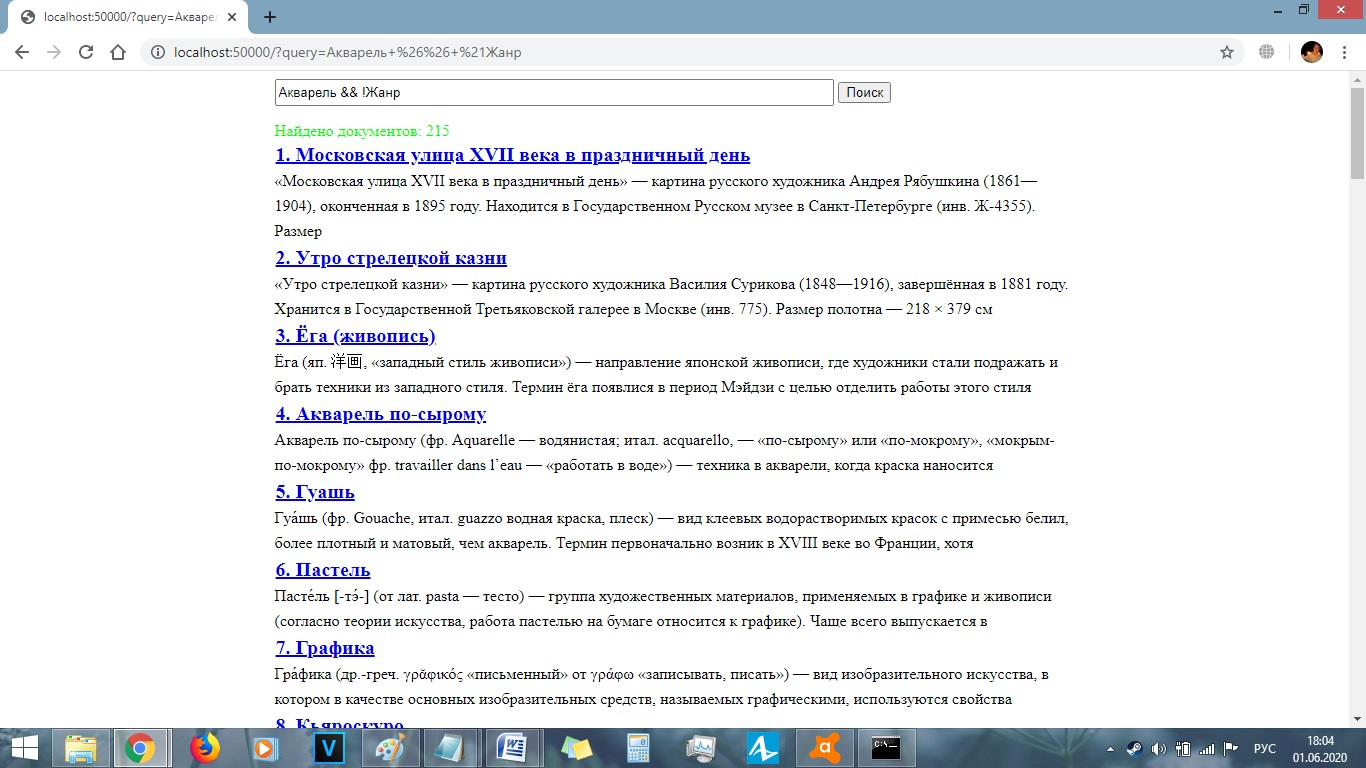 localhost:50000/?query=Акварел
localhost:50000/?query=Акварель+%26%26+%21Жанр
Акварель && !Жанр
Поиск
Найдено документов: 215
1. Московская улица XVII века в праздничный день
«Московская улица XVII века в праздничный день» — картина русского художника Андрея Рябушкина (1861—
1904), оконченная в 1895 году. Находится в Государственном Русском музее в Санкт-Петербурге (инв. Ж-4355).
Размер
2. Утро стрелецкой казни
«Утро стрелецкой казни» — картина русского художника Василия Сурикова (1848—1916), завершённая в 1881 году.
Хранится в Государственной Третьяковской галерее в Москве (инв. 775). Размер полотна — 218 × 379 см
3. Ёга (живопись)
Ёга (яп. 洋画, «западный стиль живописи») — направление японской живописи, где художники стали подражать и
брать техники из западного стиля. Термин ёга появлися в период Мэйдзи с целью отделить работы этого стиля
4. Акварель по-сырому
Акварель по-сырому (фр. Aquarelle — водянистая; итал. acquarello, — «по-сырому» или «по-мокрому», «мокрым-
по-мокрому» фр. travailler dans l’eau — «работать в воде») — техника в акварели, когда краска наносится
5. Гуашь
Гуа́шь (фр. Gouache, итал. guazzo водная краска, плеск) — вид клеевых водорастворимых красок с примесью белил,
более плотный и матовый, чем акварель. Термин первоначально возник в XVIII веке во Франции, хотя
6. Пастель
Пасте́ль [-тэ́-] (от лат. pasta — тесто) — группа художественных материалов, применяемых в графике и живописи
(согласно теории искусства, работа пастелью на бумаге относится к графике). Чаще всего выпускается в
7. Графика
Гра́фика (др.-греч. γρᾰφικός «письменный» от γράφω «записывать, писать») — вид изобразительного искусства, в
котором в качестве основных изобразительных средств, называемых графическими, используются свойства
8. Кьяроскуро
РУС
18:04
01.06.2020